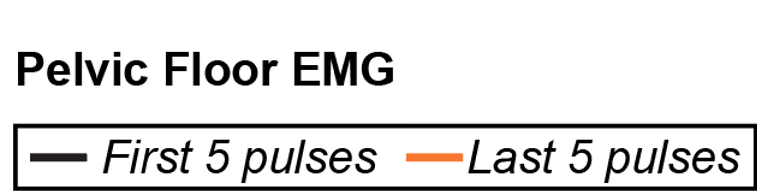 Pelvic Floor EMG
First 5 pulses Last 5 pulses